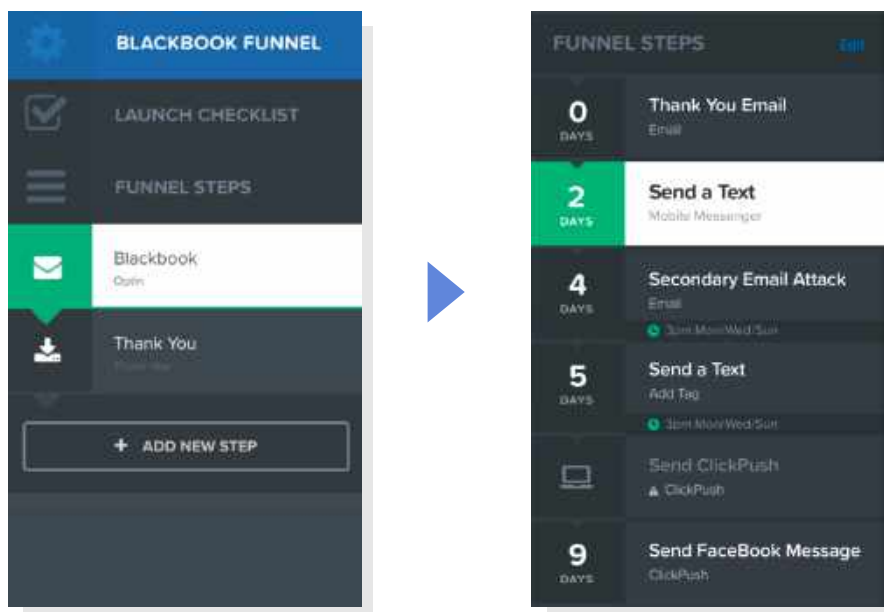 BLACKBOOK FUNNEL
LAUNCH CHECKLIST
FUNNEL STEPS
Blackbook
Optin
Thank You
+ ADD NEW STEP
FUNNEL STEPS
Edit
0
DAYS
Thank You Email
Email
2
DAYS
Send a Text
Mobile Messenger
4
DAYS
Secondary Email Attack
Email
3pm Mon/Wed/Sun
5
DAYS
Send a Text
Add Tag
3pm Mon/Wed/Sun
Send ClickPush
ClickPush
9
DAYS
Send FaceBook Message
ClickPush